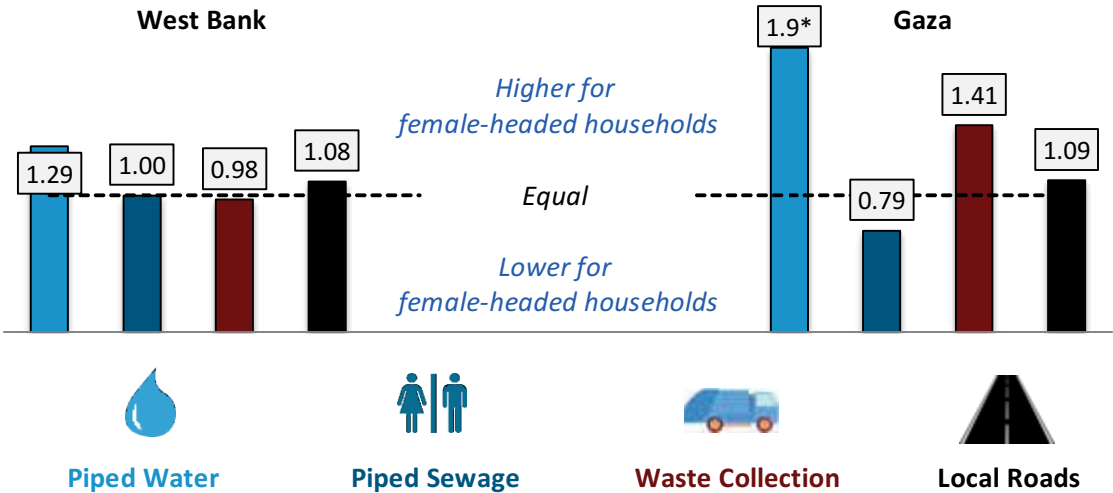 West Bank
Gaza
1.9*
Higher for
female-headed households
1.41
1.29
1.00
0.98
1.08
1.09
Equal
0.79
Lower for
female-headed households
Piped Water
Piped Sewage
Waste Collection
Local Roads